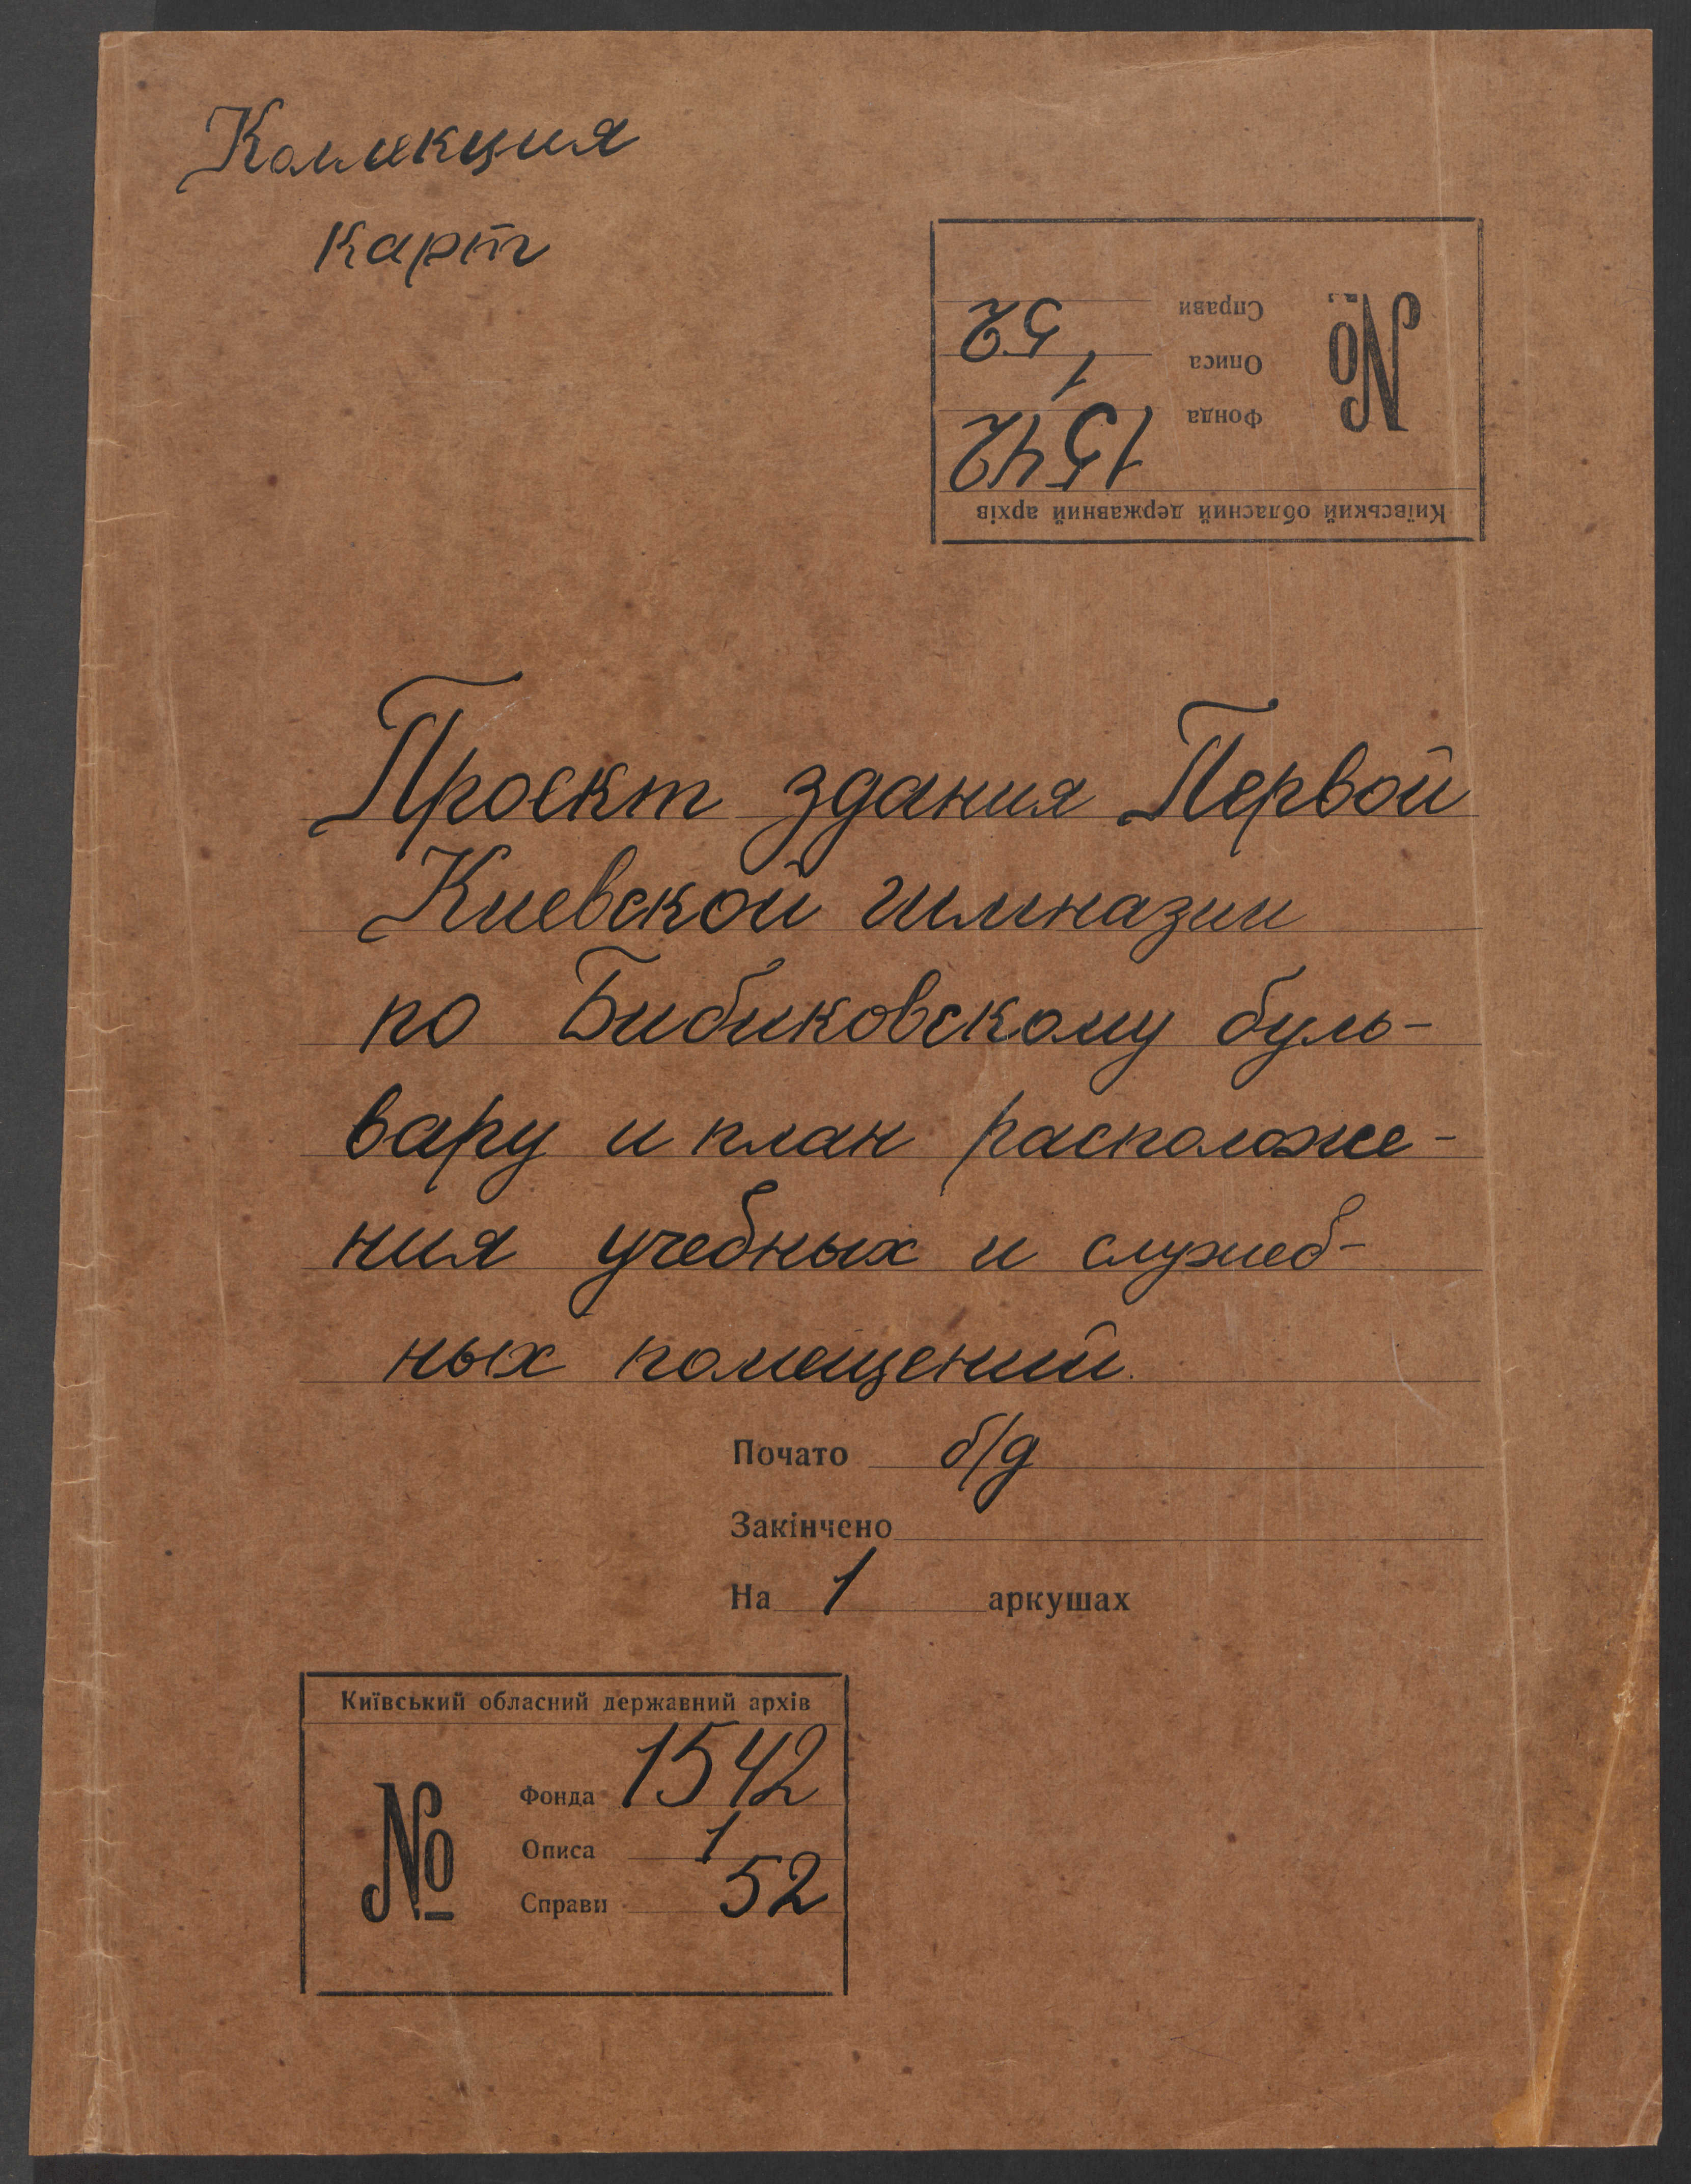 Коллекция
карт
Київський обласний державний архів
№
Фонда 1542
Описа 1
Справи 52
Проект здания Первой
Киевской гимназии
по Бибиковскому буль-
вару и план расположе-
ния учебных и служеб-
ных помещений.
Почато б/д
Закінчено
На 1 аркушах
Київський обласний державний архів
№
Фонда 1542
Описа 1
Справи 52